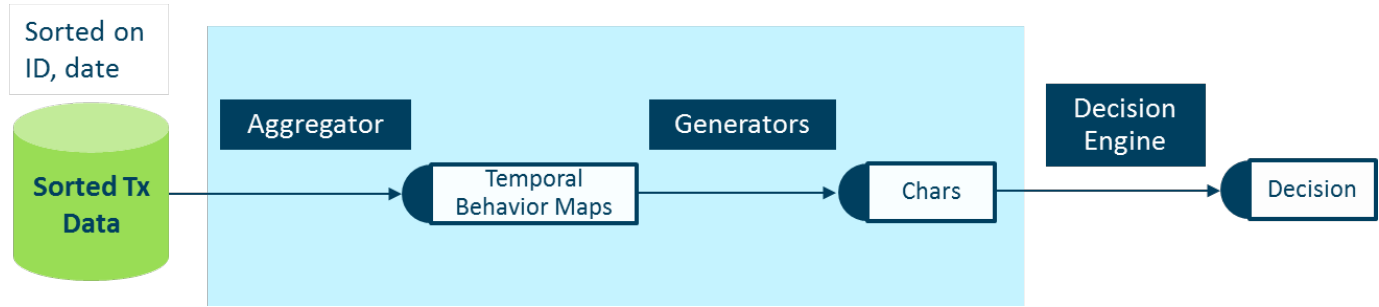 Sorted on
ID, date
Sorted Tx
Data
Aggregator
Temporal
Behavior Maps
Generators
Chars
Decision
Engine
Decision